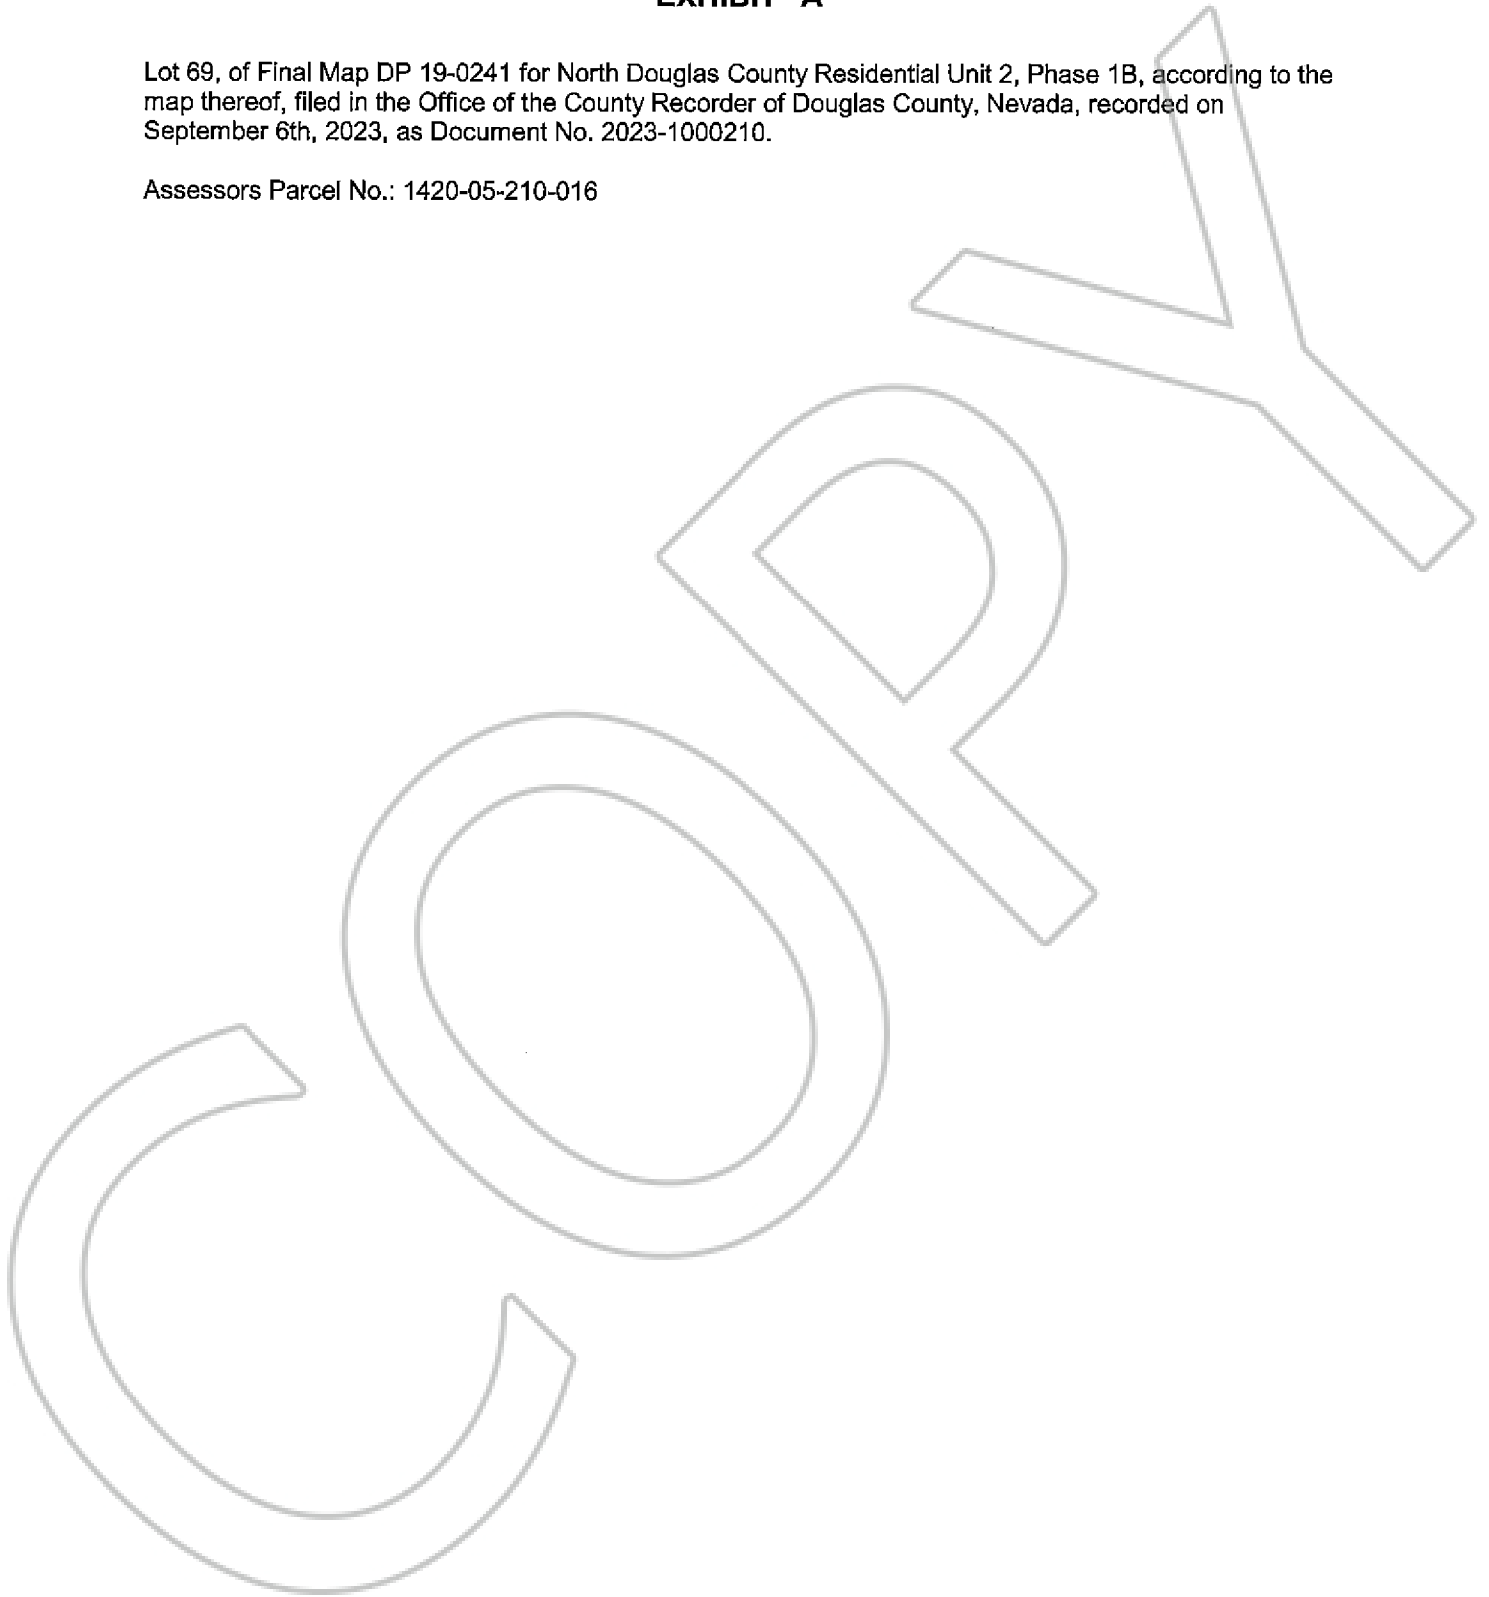 EXHIBIT "A"
Lot 69, of Final Map DP 19-0241 for North Douglas County Residential Unit 2, Phase 1B, according to the
map thereof, filed in the Office of the County Recorder of Douglas County, Nevada, recorded on
September 6th, 2023, as Document No. 2023-1000210.
Assessors Parcel No.: 1420-05-210-016
COPY